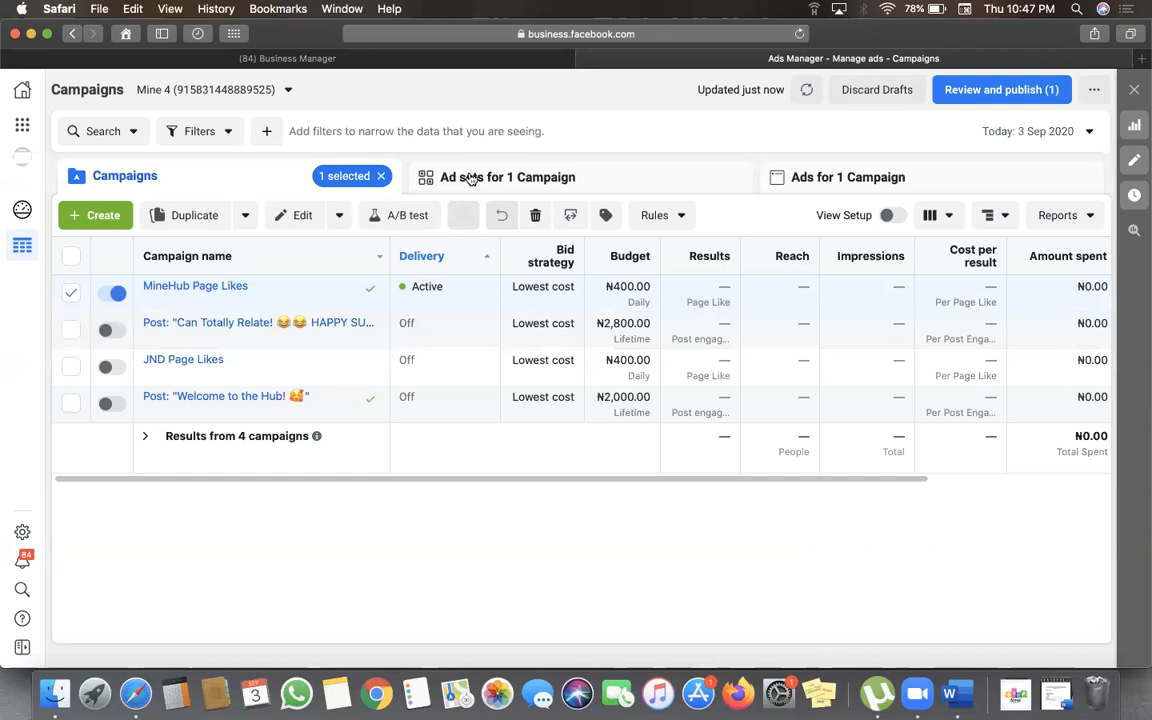 Safari File Edit View History Bookmarks Window Help 78% Thu 10:47 PM
business.facebook.com
(84) Business Manager Ads Manager - Manage ads - Campaigns
Campaigns Mine 4 (915831448889525) Updated just now Discard Drafts Review and publish (1)
Search Filters Add filters to narrow the data that you are seeing. Today: 3 Sep 2020
Campaigns 1 selected Ad sets for 1 Campaign Ads for 1 Campaign
+ Create Duplicate Edit A/B test Rules View Setup Reports
Campaign name Delivery Bid strategy Budget Results Reach Impressions Cost per result Amount spent
MineHub Page Likes Active Lowest cost ₦400.00 — — — — ₦0.00
Daily Page Like Per Page Like
Post: "Can Totally Relate! 😂😂 HAPPY SU... Off Lowest cost ₦2,800.00 — — — — ₦0.00
Lifetime Post engag... Per Post Enga...
JND Page Likes Off Lowest cost ₦400.00 — — — — ₦0.00
Daily Page Like Per Page Like
Post: "Welcome to the Hub! 🥰" Off Lowest cost ₦2,000.00 — — — — ₦0.00
Lifetime Post engag... Per Post Enga...
Results from 4 campaigns — — — — ₦0.00
People Total Total Spent
84
SEP
3
1
1